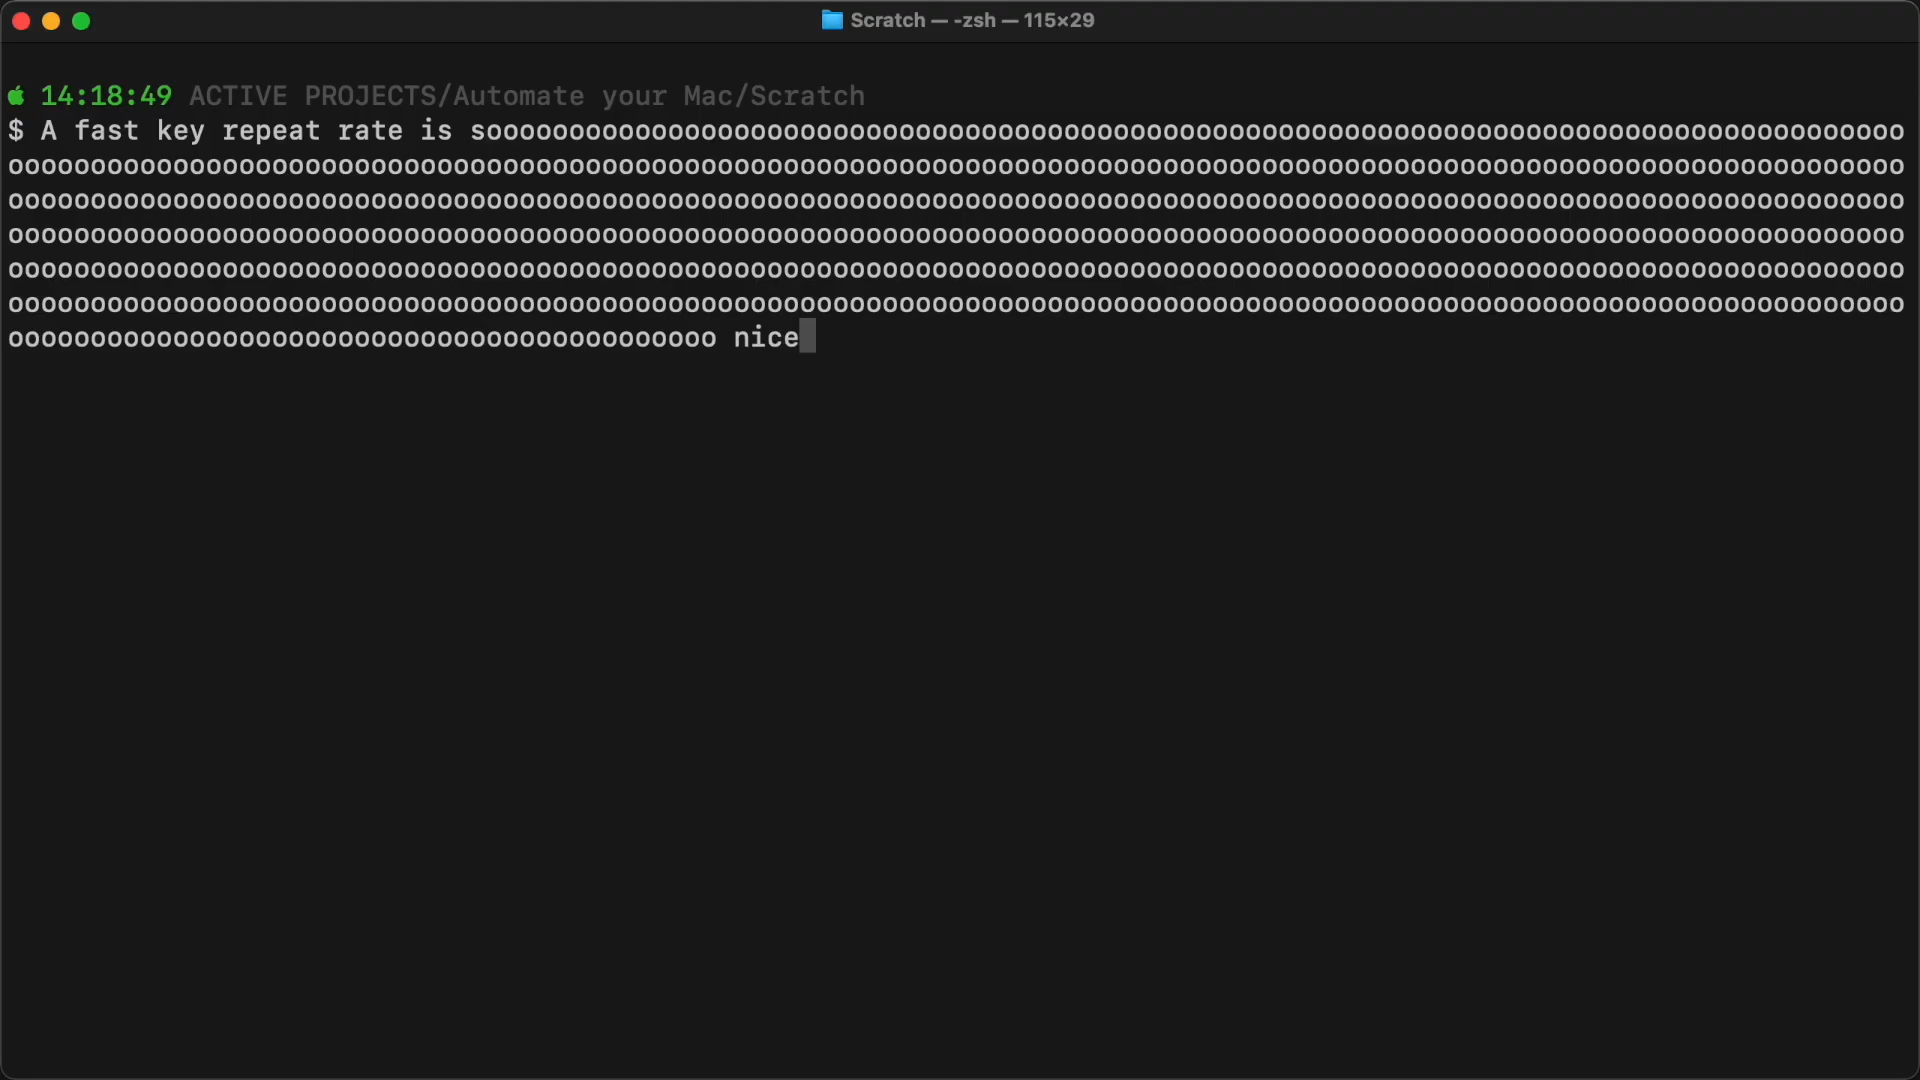 Scratch — -zsh — 115×29
14:18:49 ACTIVE PROJECTS/Automate your Mac/Scratch
$ A fast key repeat rate is soooooooooooooooooooooooooooooooooooooooooooooooooooooooooooooooooooooooooooooooooooooo
ooooooooooooooooooooooooooooooooooooooooooooooooooooooooooooooooooooooooooooooooooooooooooooooooooooooooooooooooooo
ooooooooooooooooooooooooooooooooooooooooooooooooooooooooooooooooooooooooooooooooooooooooooooooooooooooooooooooooooo
ooooooooooooooooooooooooooooooooooooooooooooooooooooooooooooooooooooooooooooooooooooooooooooooooooooooooooooooooooo
ooooooooooooooooooooooooooooooooooooooooooooooooooooooooooooooooooooooooooooooooooooooooooooooooooooooooooooooooooo
ooooooooooooooooooooooooooooooooooooooooooooooooooooooooooooooooooooooooooooooooooooooooooooooooooooooooooooooooooo
ooooooooooooooooooooooooooooooooooooooooooo nice